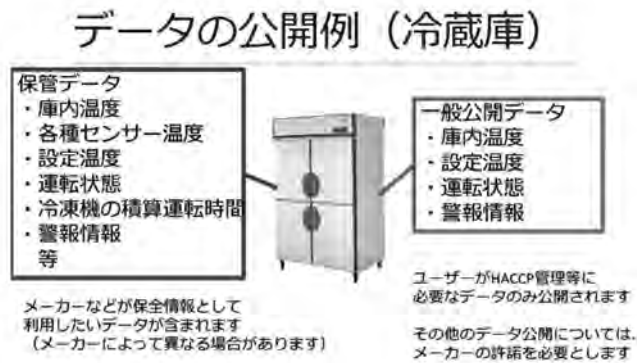 データの公開例（冷蔵庫）
保管データ
・庫内温度
・各種センサー温度
・設定温度
・運転状態
・冷凍機の積算運転時間
・警報情報
等
メーカーなどが保全情報として
利用したいデータが含まれます
（メーカーによって異なる場合があります）
一般公開データ
・庫内温度
・設定温度
・運転状態
・警報情報
ユーザーがHACCP管理等に
必要なデータのみ公開されます
その他のデータ公開については、
メーカーの許諾を必要とします